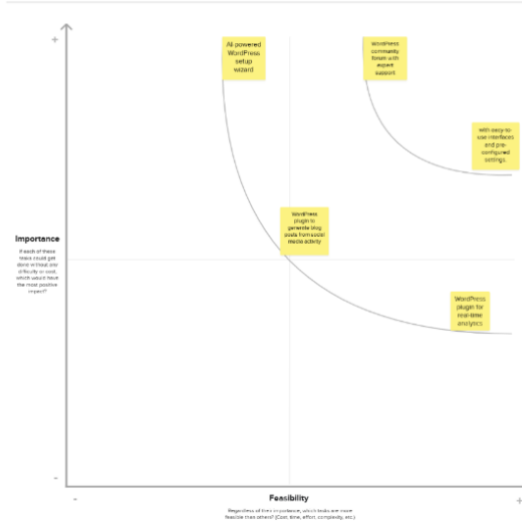 +
AI-powered
WordPress
setup
wizard
WordPress
community
forum with
expert
support
with easy-to-
use interfaces
and pre-
configured
settings
WordPress
plugin to
generate blog
posts from social
media activity
Importance
If each of these
tasks could get
done without any
difficulty or cost,
which would have
the most positive
impact?
WordPress
plugin for
real-time
analytics
-
-
Feasibility
+
Regardless of their importance, which tasks are more
feasible than others? (Cost, time, effort, complexity, etc.)